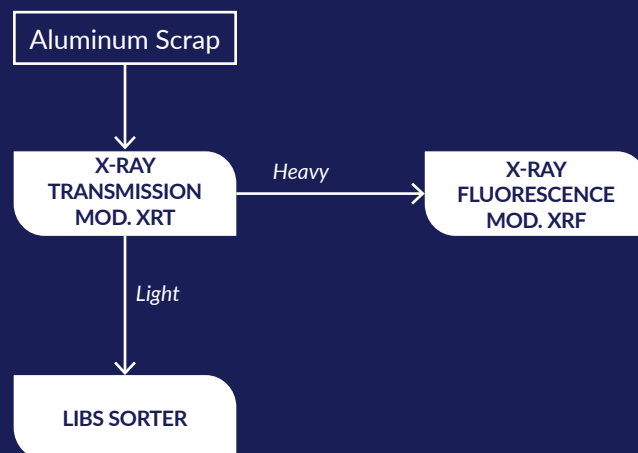 Aluminum Scrap
X-RAY
TRANSMISSION
MOD. XRT
Heavy
X-RAY
FLUORESCENCE
MOD. XRF
Light
LIBS SORTER